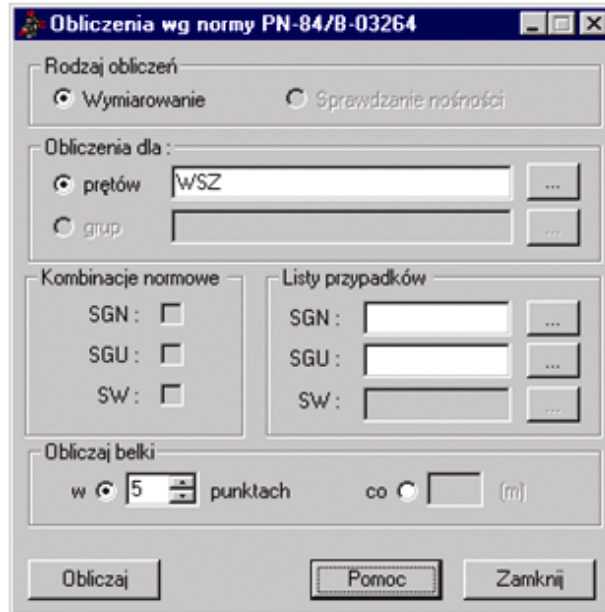 Obliczenia wg normy PN-84/B-03264
Rodzaj obliczeń
Wymiarowanie Sprawdzanie nośności
Obliczenia dla :
prętów WSZ ...
grup ...
Kombinacje normowe Listy przypadków
SGN : SGN : ...
SGU : SGU : ...
SW : SW : ...
Obliczaj belki
w 5 punktach co (m)
Obliczaj Pomoc Zamknij